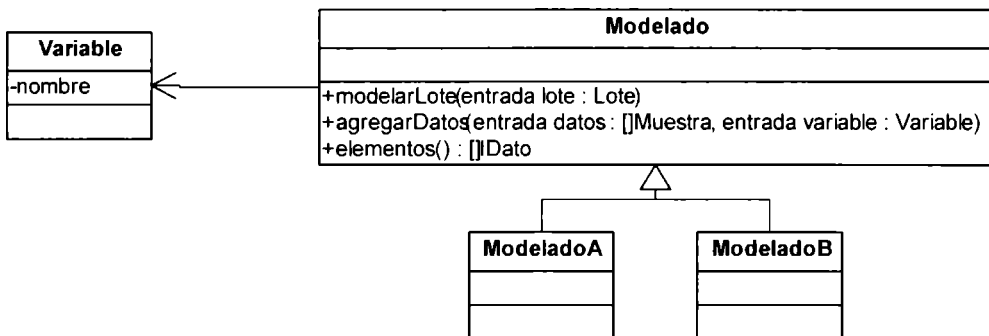 Modelado
Variable
-nombre
+modelarLote(entrada lote : Lote)
+agregarDatos(entrada datos : []Muestra, entrada variable : Variable)
+elementos() : []IDato
ModeladoA
ModeladoB